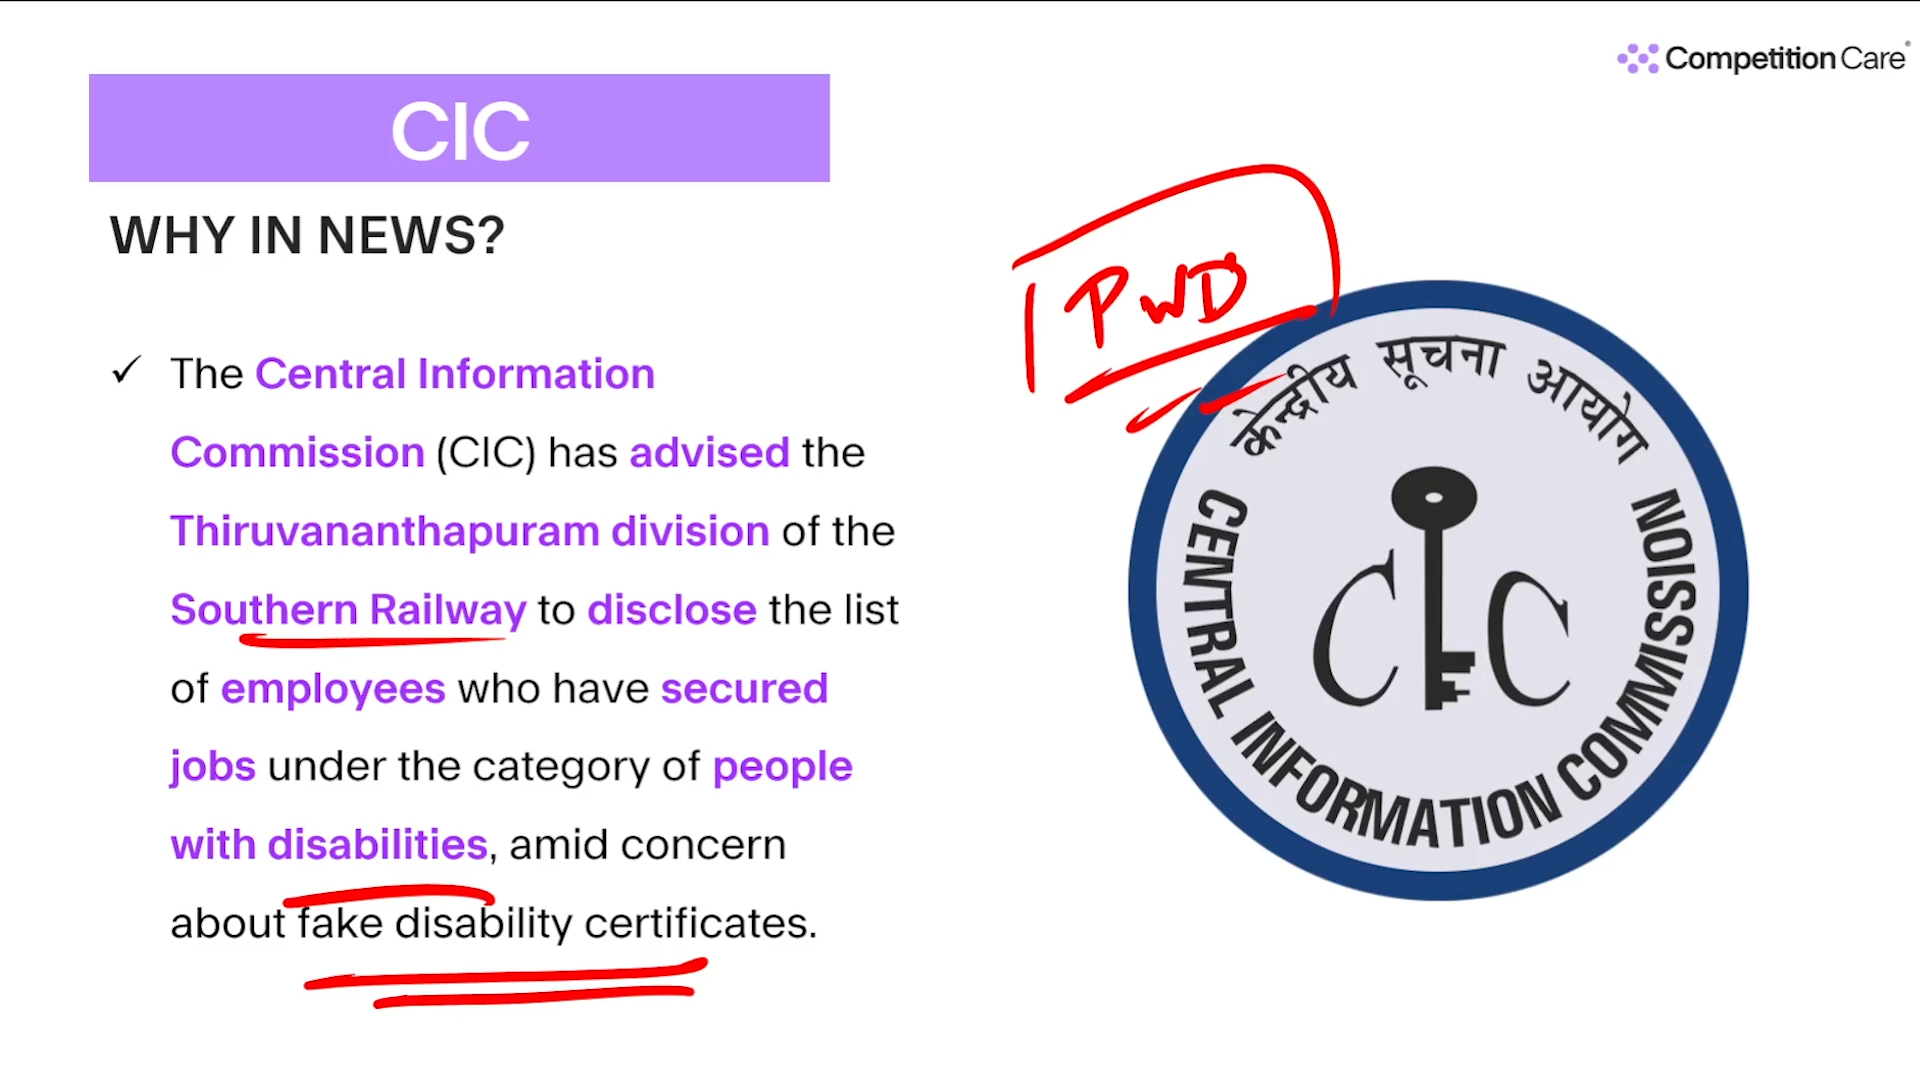 Competition Care
CIC
WHY IN NEWS?
✓ The Central Information
Commission (CIC) has advised the
Thiruvananthapuram division of the
Southern Railway to disclose the list
of employees who have secured
jobs under the category of people
with disabilities, amid concern
about fake disability certificates.
PWD
केन्द्रीय सूचना आयोग
CIC
CENTRAL INFORMATION COMMISSION